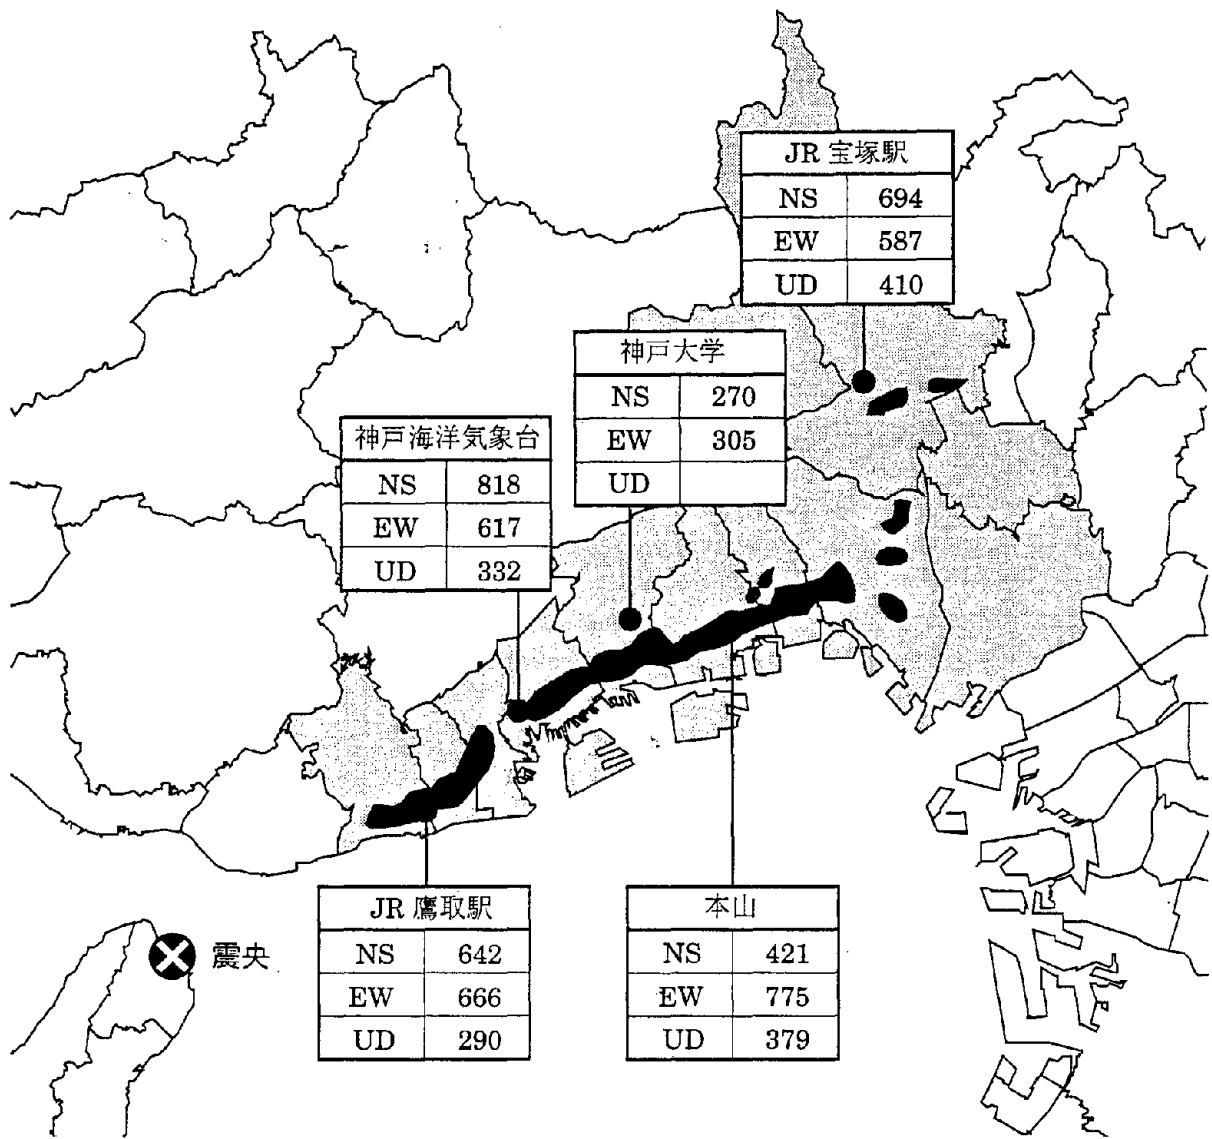 JR 宝塚駅
NS 694
EW 587
UD 410
神戸大学
NS 270
EW 305
UD
神戸海洋気象台
NS 818
EW 617
UD 332
JR 鷹取駅
NS 642
EW 666
UD 290
本山
NS 421
EW 775
UD 379
震央